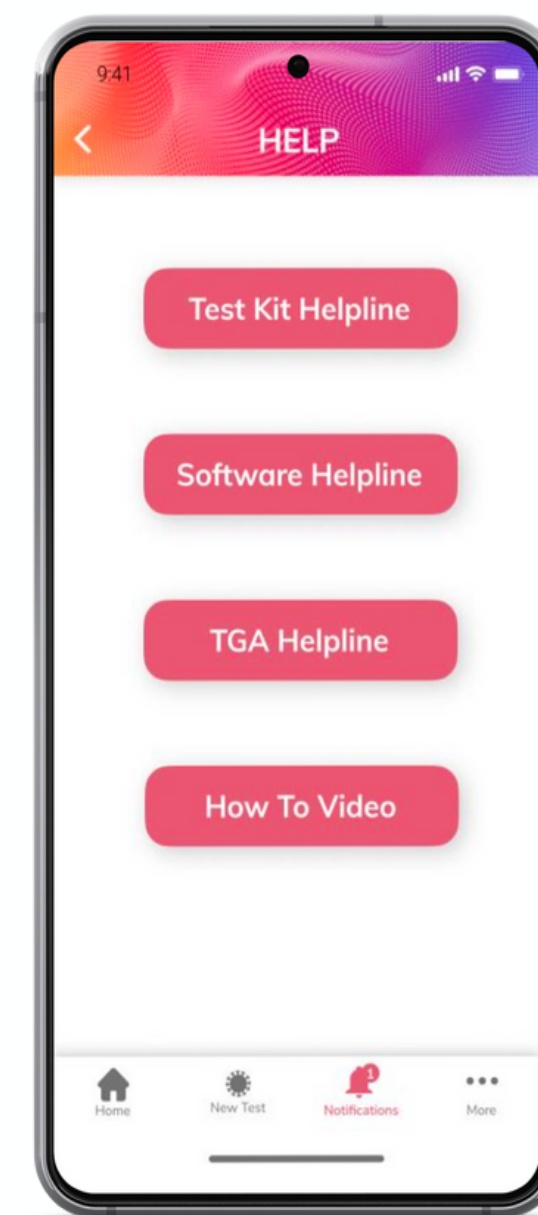 9:41
HELP
Test Kit Helpline
Software Helpline
TGA Helpline
How To Video
1
Home
New Test
Notifications
More